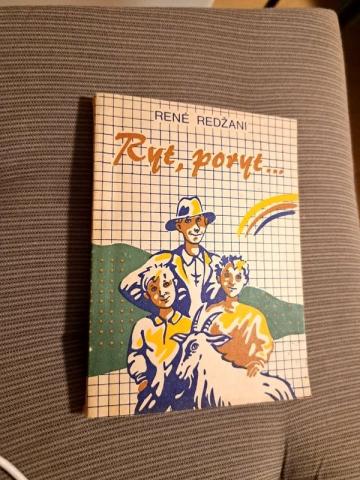 RENÉ REDŽANI
Ryt, poryt...